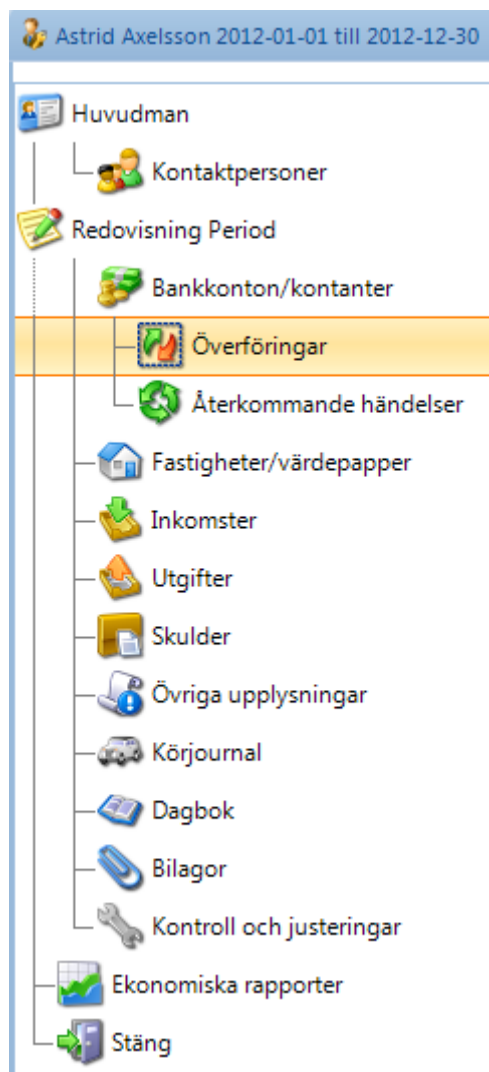 Astrid Axelsson 2012-01-01 till 2012-12-30
Huvudman
Kontaktpersoner
Redovisning Period
Bankkonton/kontanter
Överföringar
Återkommande händelser
Fastigheter/värdepapper
Inkomster
Utgifter
Skulder
Övriga upplysningar
Körjournal
Dagbok
Bilagor
Kontroll och justeringar
Ekonomiska rapporter
Stäng